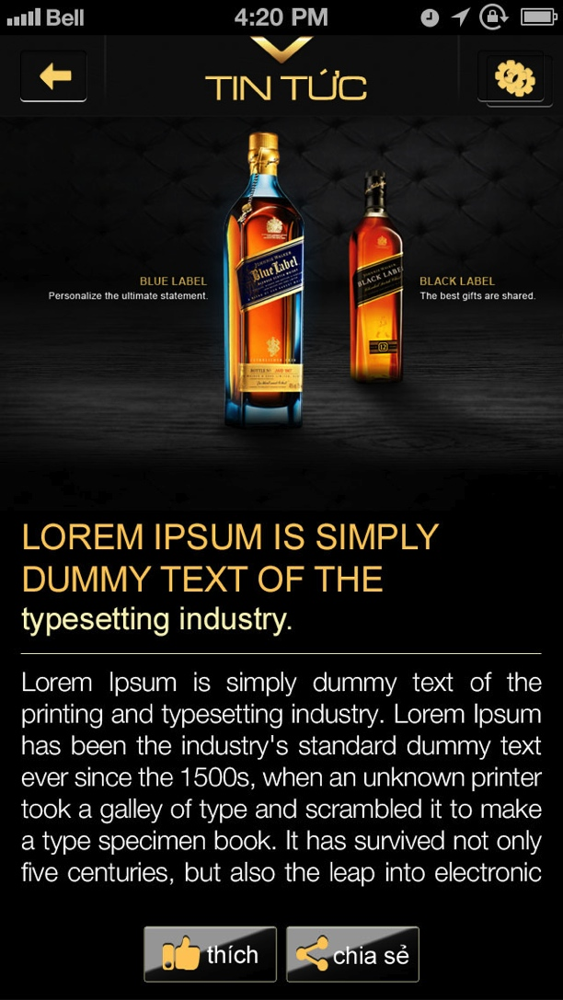 Bell
4:20 PM
TIN TỨC
BLUE LABEL
Personalize the ultimate statement.
JOHNNIE WALKER
Blue Label
BLACK LABEL
The best gifts are shared.
BLACK LABEL
12
LOREM IPSUM IS SIMPLY
DUMMY TEXT OF THE
typesetting industry.
Lorem Ipsum is simply dummy text of the
printing and typesetting industry. Lorem Ipsum
has been the industry's standard dummy text
ever since the 1500s, when an unknown printer
took a galley of type and scrambled it to make
a type specimen book. It has survived not only
five centuries, but also the leap into electronic
thích
chia sẻ